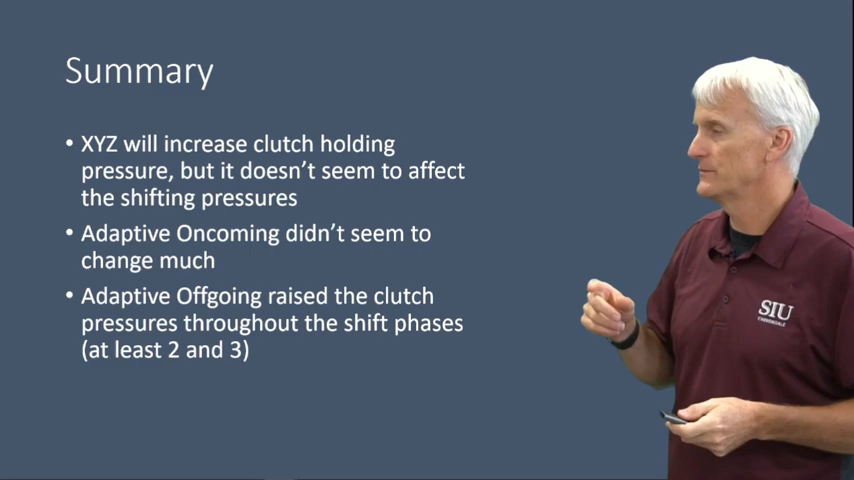 Summary
• XYZ will increase clutch holding
pressure, but it doesn't seem to affect
the shifting pressures
• Adaptive Oncoming didn't seem to
change much
• Adaptive Offgoing raised the clutch
pressures throughout the shift phases
(at least 2 and 3)
SIU
CARBONDALE